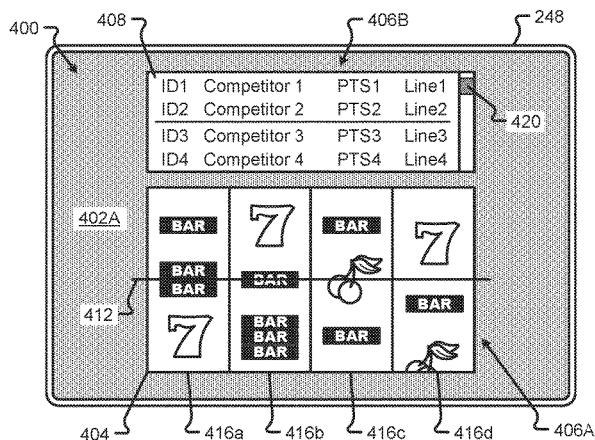 400
408
406B
248
ID1 Competitor 1 PTS1 Line1
ID2 Competitor 2 PTS2 Line2
ID3 Competitor 3 PTS3 Line3
ID4 Competitor 4 PTS4 Line4
420
402A
BAR 7 BAR 7
BAR
BAR
BAR
BAR
412
7
BAR
BAR
BAR
BAR
404 416a 416b 416c 416d 406A